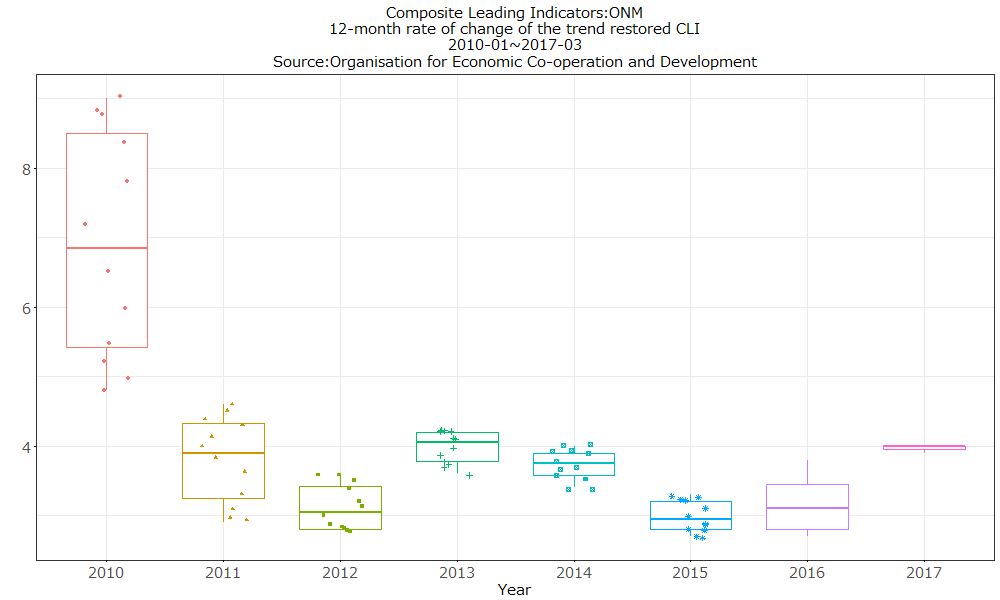 Composite Leading Indicators:ONM
12-month rate of change of the trend restored CLI
2010-01~2017-03
Source:Organisation for Economic Co-operation and Development
8
6
4
2010 2011 2012 2013 2014 2015 2016 2017
Year